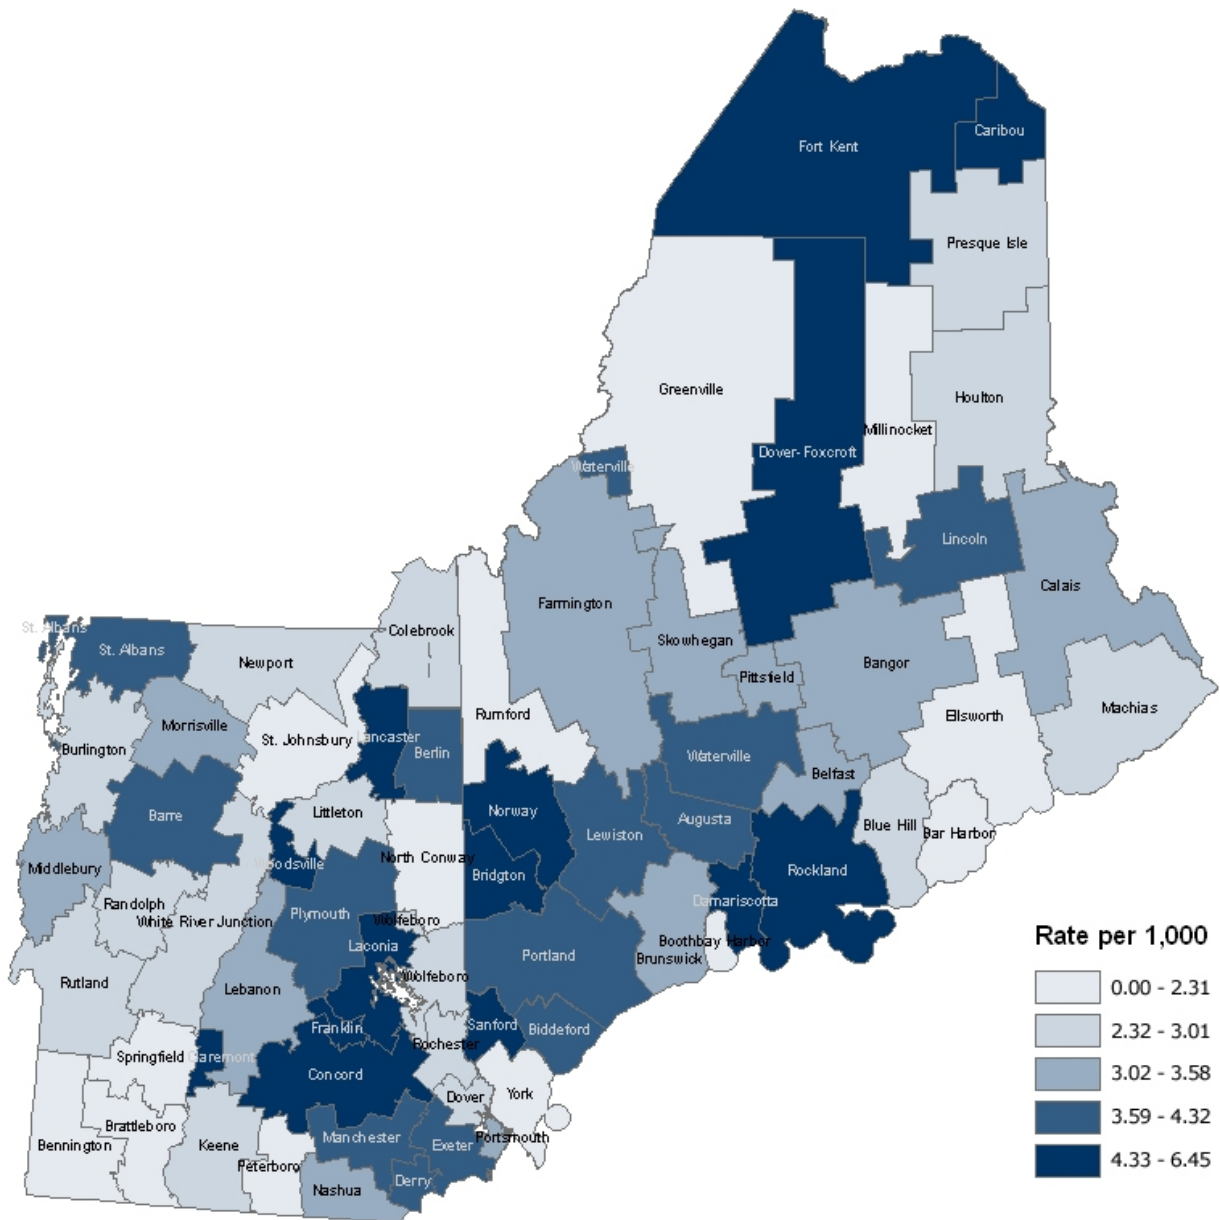 Fort Kent
Caribou
Presque Isle
Greenville
Houlton
Millinocket
Dover-Foxcroft
Waterville
Lincoln
Calais
Farmington
Colebrook
Skowhegan
St. Albans
St. Albans
Newport
Bangor
Pittsfield
Machias
Rumford
Ellsworth
Morrisville
St. Johnsbury
Lancaster
Berlin
Burlington
Waterville
Belfast
Norway
Littleton
Barre
Augusta
Lewiston
Blue Hill
Bar Harbor
North Conway
Woodsville
Middlebury
Bridgton
Rockland
Damariscotta
Randolph
White River Junction
Plymouth
Wolfeboro
Laconia
Boothbay Harbor
Rate per 1,000
Portland
Brunswick
Wolfeboro
Rutland
Lebanon
0.00 - 2.31
Franklin
Sanford
Biddeford
2.32 - 3.01
Rochester
Springfield
Claremont
Concord
3.02 - 3.58
Dover
York
3.59 - 4.32
Brattleboro
Manchester
Portsmouth
Bennington
Keene
Exeter
4.33 - 6.45
Peterboro
Derry
Nashua